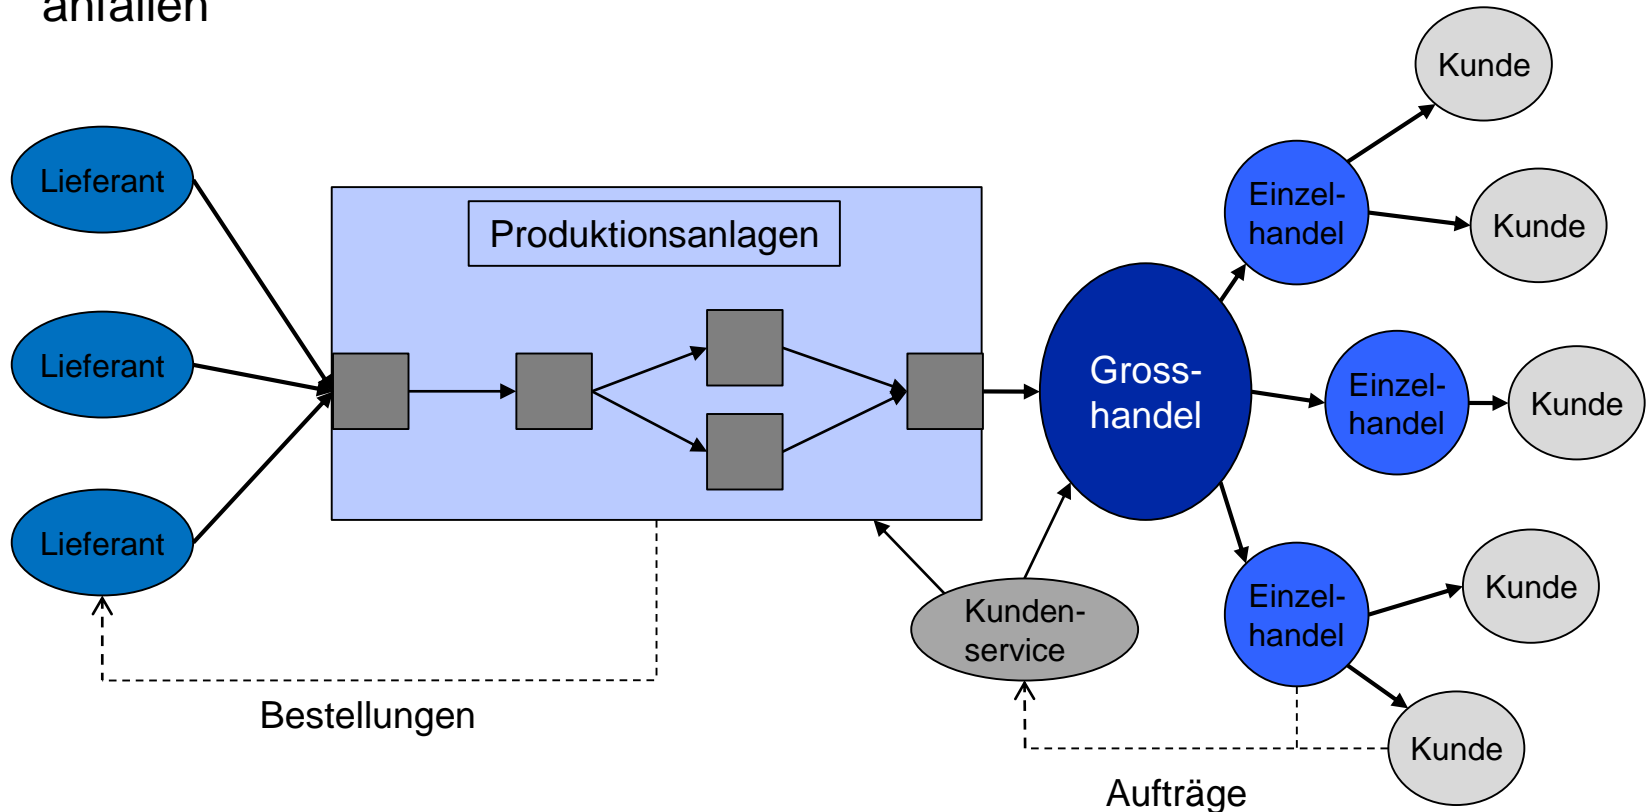 anfallen
Kunde
Lieferant
Einzel-
handel
Kunde
Produktionsanlagen
Lieferant
Gross-
handel
Einzel-
handel
Kunde
Lieferant
Kunden-
service
Einzel-
handel
Kunde
Bestellungen
Kunde
Aufträge